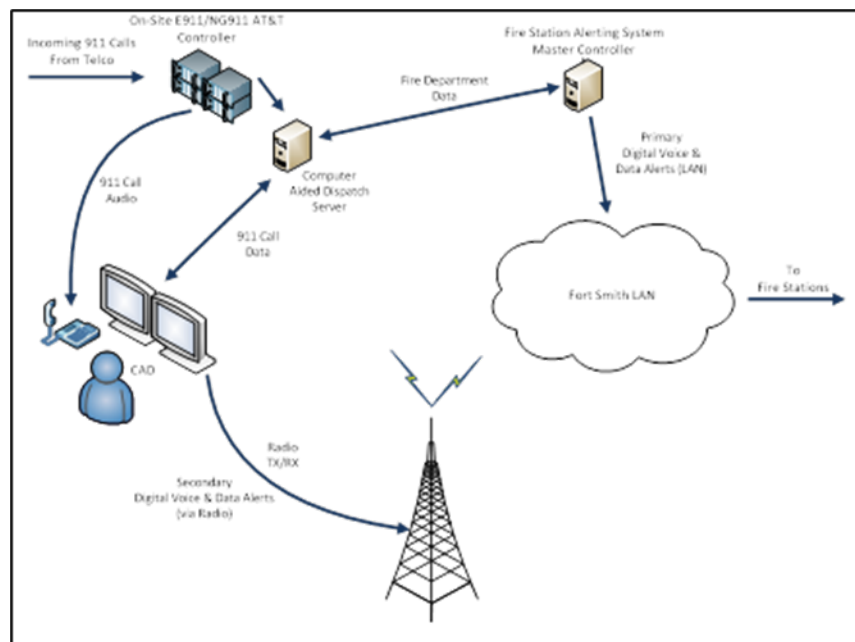 On-Site E911/NG911 AT&T
Controller
Incoming 911 Calls
From Telco
Fire Station Alerting System
Master Controller
Fire Department
Data
Primary
Digital Voice &
Data Alerts (LAN)
Computer
Aided Dispatch
Server
911 Call
Audio
911 Call
Data
Fort Smith LAN
To
Fire Stations
CAD
Radio
TX/RX
Secondary
Digital Voice & Data Alerts
(via Radio)